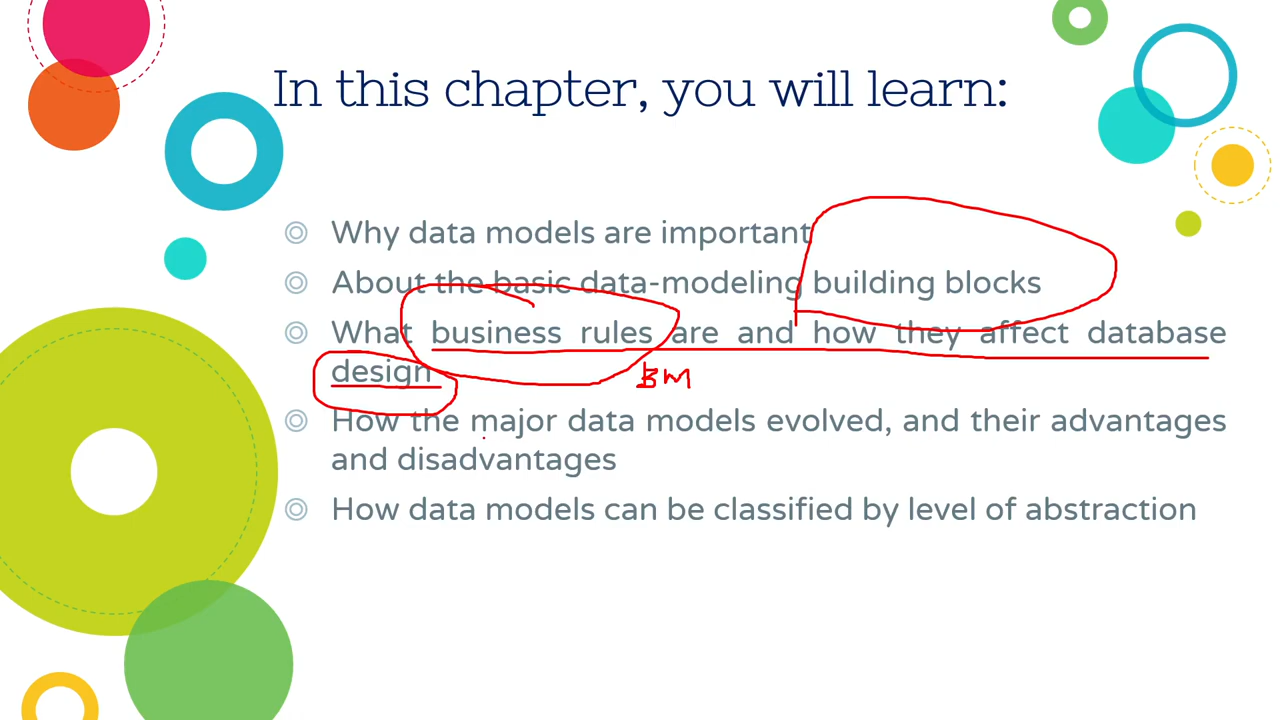 In this chapter, you will learn:
Why data models are important
About the basic data-modeling building blocks
What business rules are and how they affect database
design
BM
How the major data models evolved, and their advantages
and disadvantages
How data models can be classified by level of abstraction